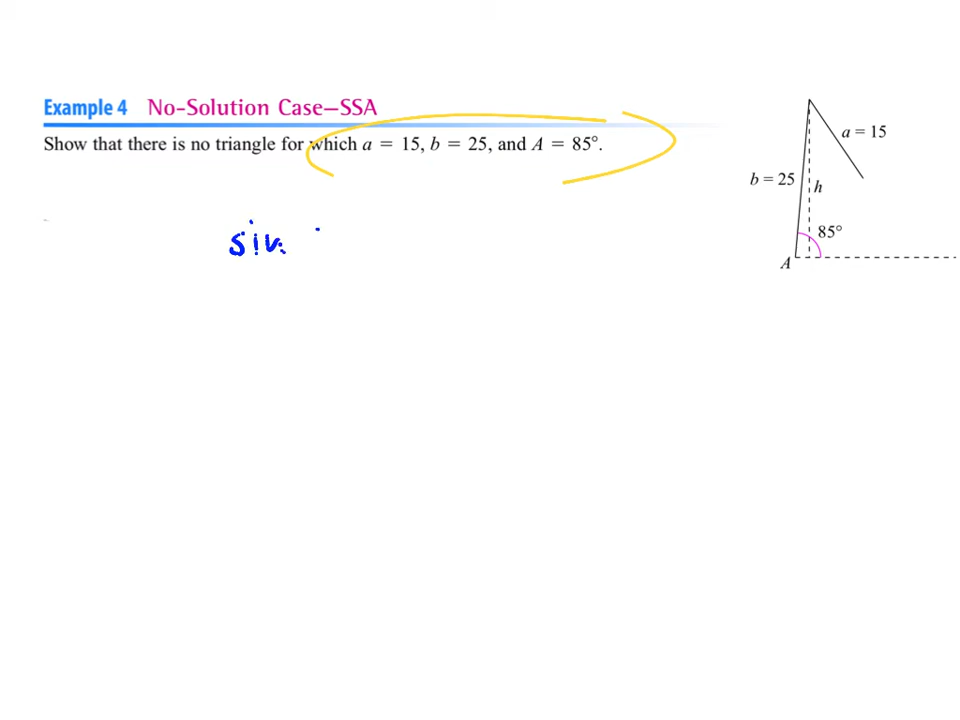 Example 4 No-Solution Case—SSA
Show that there is no triangle for which a = 15, b = 25, and A = 85°.
a = 15
b = 25
h
85°
A
sin